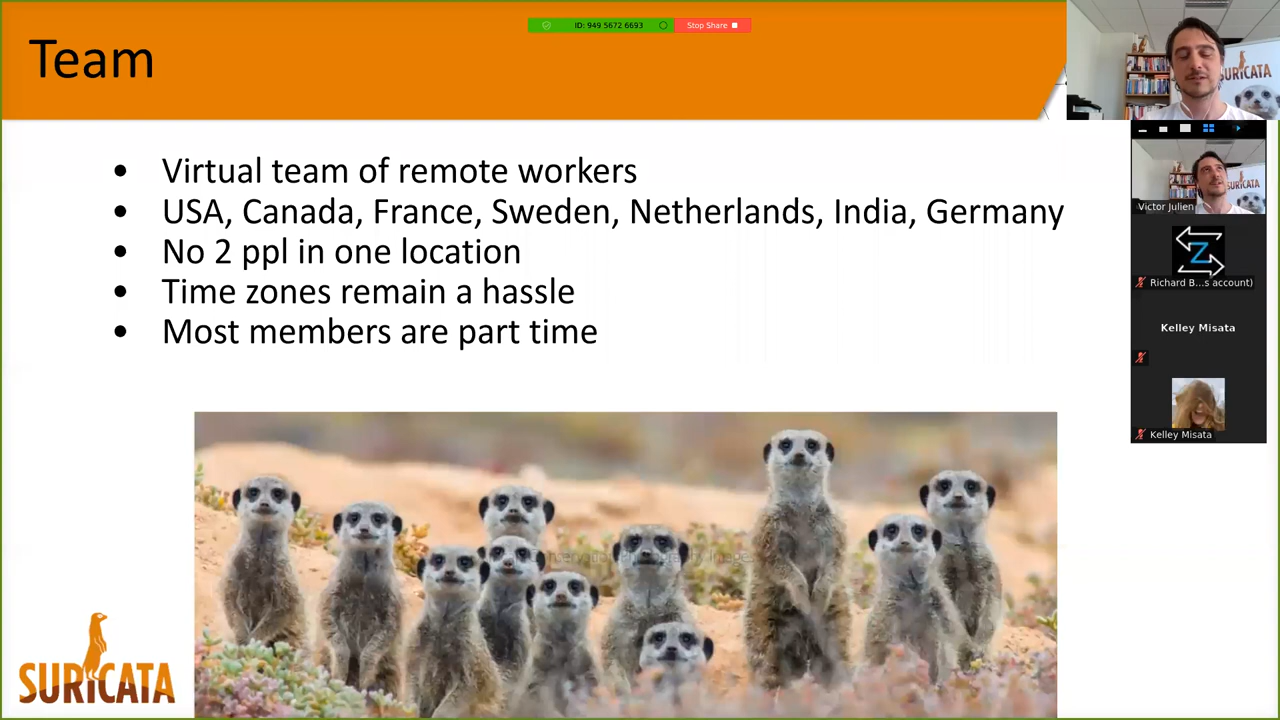 Team
ID: 949 5672 6693
Stop Share
SURICATA
• Virtual team of remote workers
• USA, Canada, France, Sweden, Netherlands, India, Germany
• No 2 ppl in one location
• Time zones remain a hassle
• Most members are part time
SURICATA
Victor Julien
Z
Richard B...s account)
Kelley Misata
Kelley Misata
SURICATA